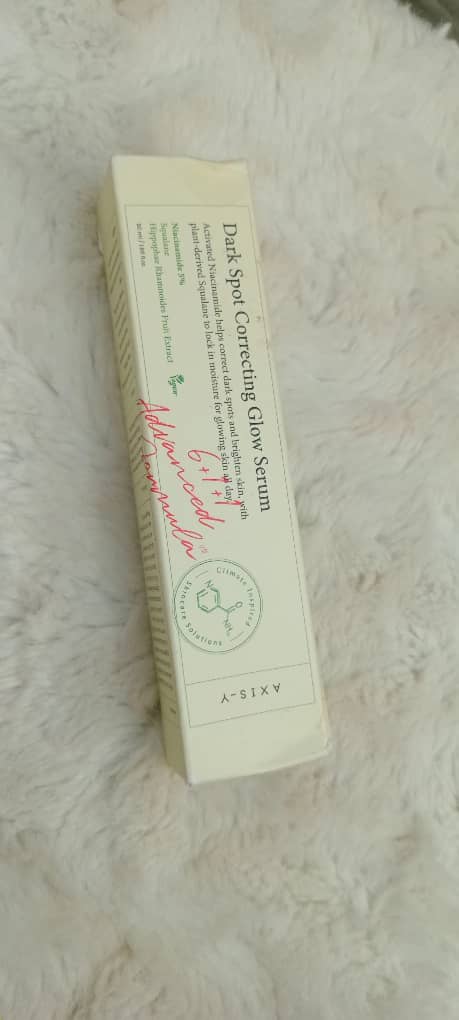 Dark Spot Correcting Glow Serum
Activated Niacinamide helps correct dark spots and brighten skin, with
plant-derived Squalane to lock in moisture for glowing skin all day.
Niacinamide 5%
Squalane
Hippophae Rhamnoides Fruit Extract
Vegan
6+1+1
Advanced
Formula
Climate Inspired
Skincare Solutions
N
O
NH₂
AXIS-Y